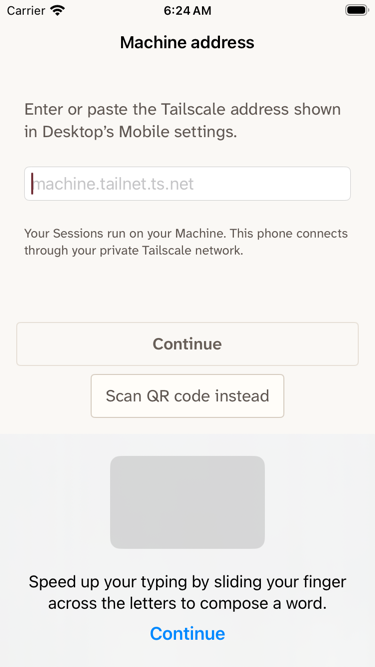 Carrier 6:24 AM
Machine address
Enter or paste the Tailscale address shown
in Desktop’s Mobile settings.
machine.tailnet.ts.net
Your Sessions run on your Machine. This phone connects
through your private Tailscale network.
Continue
Scan QR code instead
Speed up your typing by sliding your finger
across the letters to compose a word.
Continue